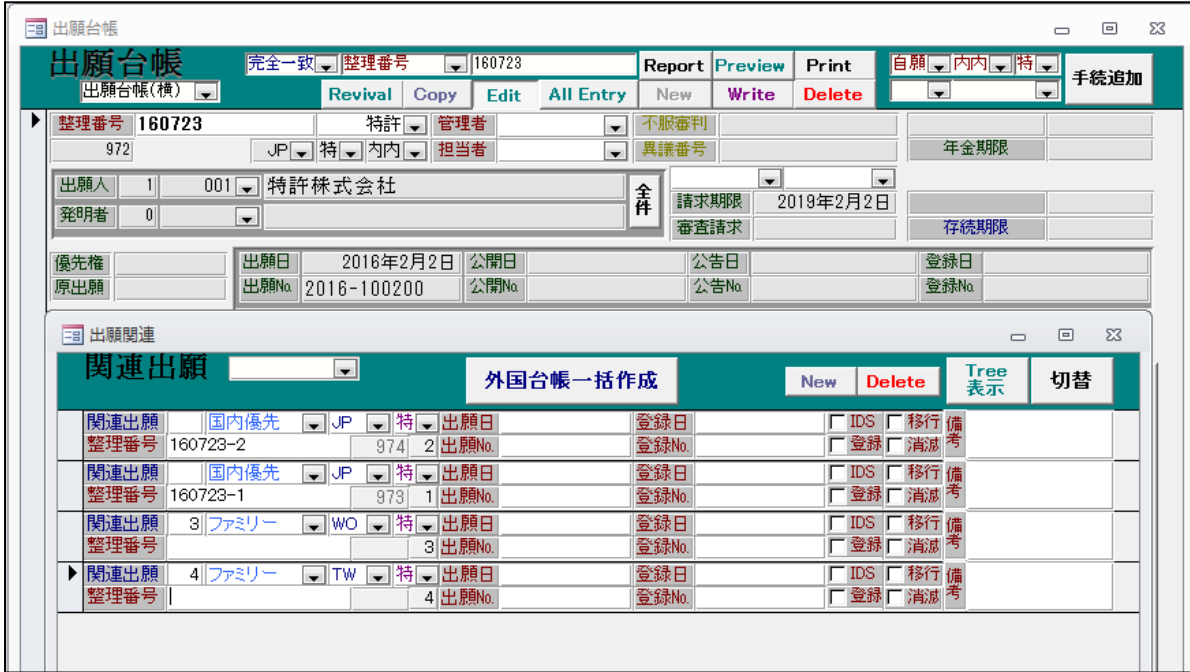 出願台帳
出願台帳 完全一致 整理番号 160723 Report Preview Print 自願 内内 特 手続追加
出願台帳(横) Revival Copy Edit All Entry New Write Delete
整理番号 160723 特許 管理者 不服審判
972 JP 特 内内 担当者 異議番号 年金期限
出願人 1 001 特許株式会社 全件
請求期限 2019年2月2日
発明者 0
審査請求 存続期限
優先権 出願日 2016年2月2日 公開日 公告日 登録日
原出願 出願No. 2016-100200 公開No. 公告No. 登録No.
出願関連
関連出願 外国台帳一括作成 New Delete Tree表示 切替
関連出願 国内優先 JP 特 出願日 登録日 IDS 移行 備考
整理番号 160723-2 974 2 出願No. 登録No. 登録 消滅
関連出願 国内優先 JP 特 出願日 登録日 IDS 移行 備考
整理番号 160723-1 973 1 出願No. 登録No. 登録 消滅
関連出願 3 ファミリー WO 特 出願日 登録日 IDS 移行 備考
整理番号 3 出願No. 登録No. 登録 消滅
関連出願 4 ファミリー TW 特 出願日 登録日 IDS 移行 備考
整理番号 4 出願No. 登録No. 登録 消滅